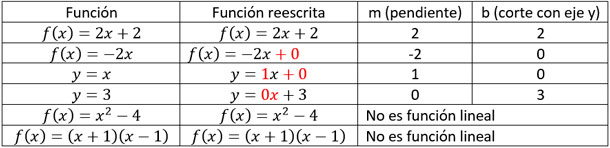 Función Función reescrita m (pendiente) b (corte con eje y)
f(x) = 2x + 2 f(x) = 2x + 2 2 2
f(x) = −2x f(x) = −2x + 0 -2 0
y = x y = 1x + 0 1 0
y = 3 y = 0x + 3 0 3
f(x) = x² − 4 f(x) = x² − 4 No es función lineal
f(x) = (x + 1)(x − 1) f(x) = (x + 1)(x − 1) No es función lineal